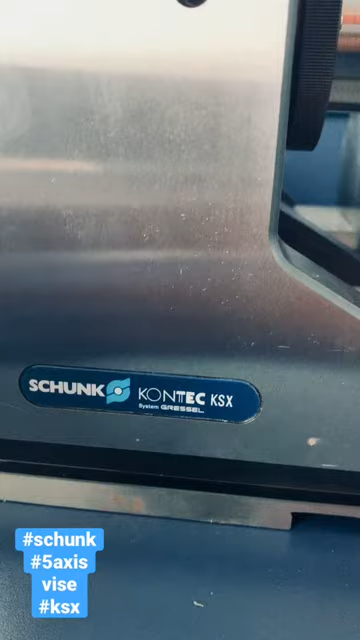 SCHUNK KONTEC KSX
System GRESSEL
#schunk
#5axis
vise
#ksx